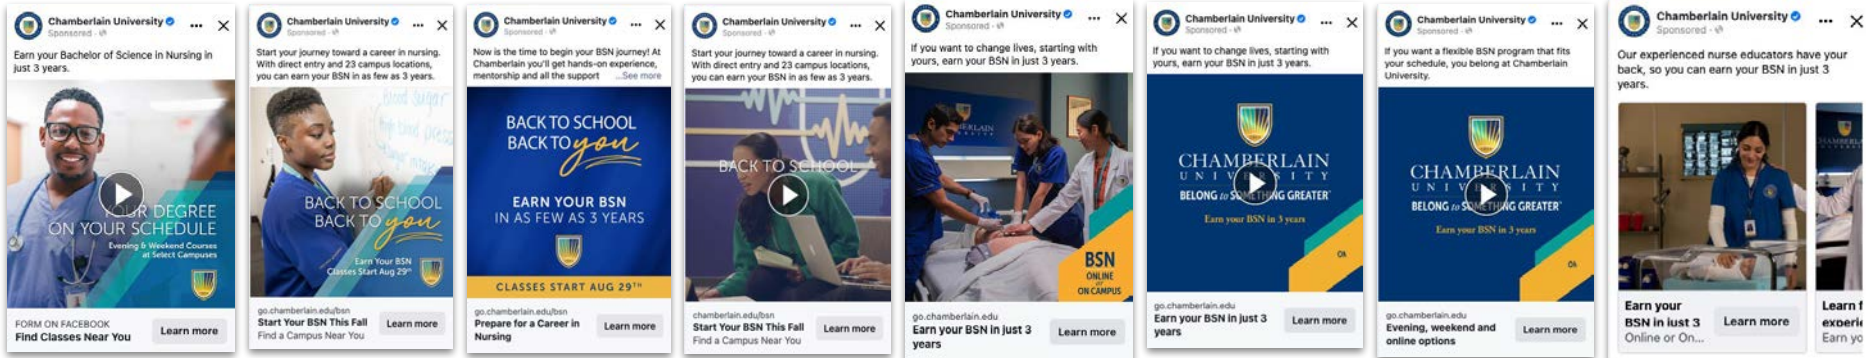 Chamberlain University
Sponsored
Earn your Bachelor of Science in Nursing in
just 3 years.
YOUR DEGREE
ON YOUR SCHEDULE
Evening & Weekend Courses
at Select Campuses
FORM ON FACEBOOK
Find Classes Near You
Learn more
Chamberlain University
Sponsored
Start your journey toward a career in nursing.
With direct entry and 23 campus locations,
you can earn your BSN in as few as 3 years.
BACK TO SCHOOL
BACK TO you
Earn Your BSN
Classes Start Aug 29th
go.chamberlain.edu/bsn
Start Your BSN This Fall
Find a Campus Near You
Learn more
Chamberlain University
Sponsored
Now is the time to begin your BSN journey! At
Chamberlain you'll get hands-on experience,
mentorship and all the support ...See more
BACK TO SCHOOL
BACK TO you
EARN YOUR BSN
IN AS FEW AS 3 YEARS
CLASSES START AUG 29TH
go.chamberlain.edu/bsn
Prepare for a Career in
Nursing
Learn more
Chamberlain University
Sponsored
Start your journey toward a career in nursing.
With direct entry and 23 campus locations,
you can earn your BSN in as few as 3 years.
BACK TO SCHOOL
chamberlain.edu/bsn
Start Your BSN This Fall
Find a Campus Near You
Learn more
Chamberlain University
Sponsored
If you want to change lives, starting with
yours, earn your BSN in just 3 years.
BSN
ONLINE
or
ON CAMPUS
go.chamberlain.edu
Earn your BSN in just 3
years
Learn more
Chamberlain University
Sponsored
If you want to change lives, starting with
yours, earn your BSN in just 3 years.
CHAMBERLAIN
UNIVERSITY
BELONG to SOMETHING GREATER
Earn your BSN in 3 years
go.chamberlain.edu
Earn your BSN in just 3
years
Learn more
Chamberlain University
Sponsored
If you want a flexible BSN program that fits
your schedule, you belong at Chamberlain
University.
CHAMBERLAIN
UNIVERSITY
BELONG to SOMETHING GREATER
Earn your BSN in 3 years
go.chamberlain.edu
Evening, weekend and
online options
Learn more
Chamberlain University
Sponsored
Our experienced nurse educators have your
back, so you can earn your BSN in just 3
years.
Earn your
BSN in just 3
Online or On...
Learn more
Learn